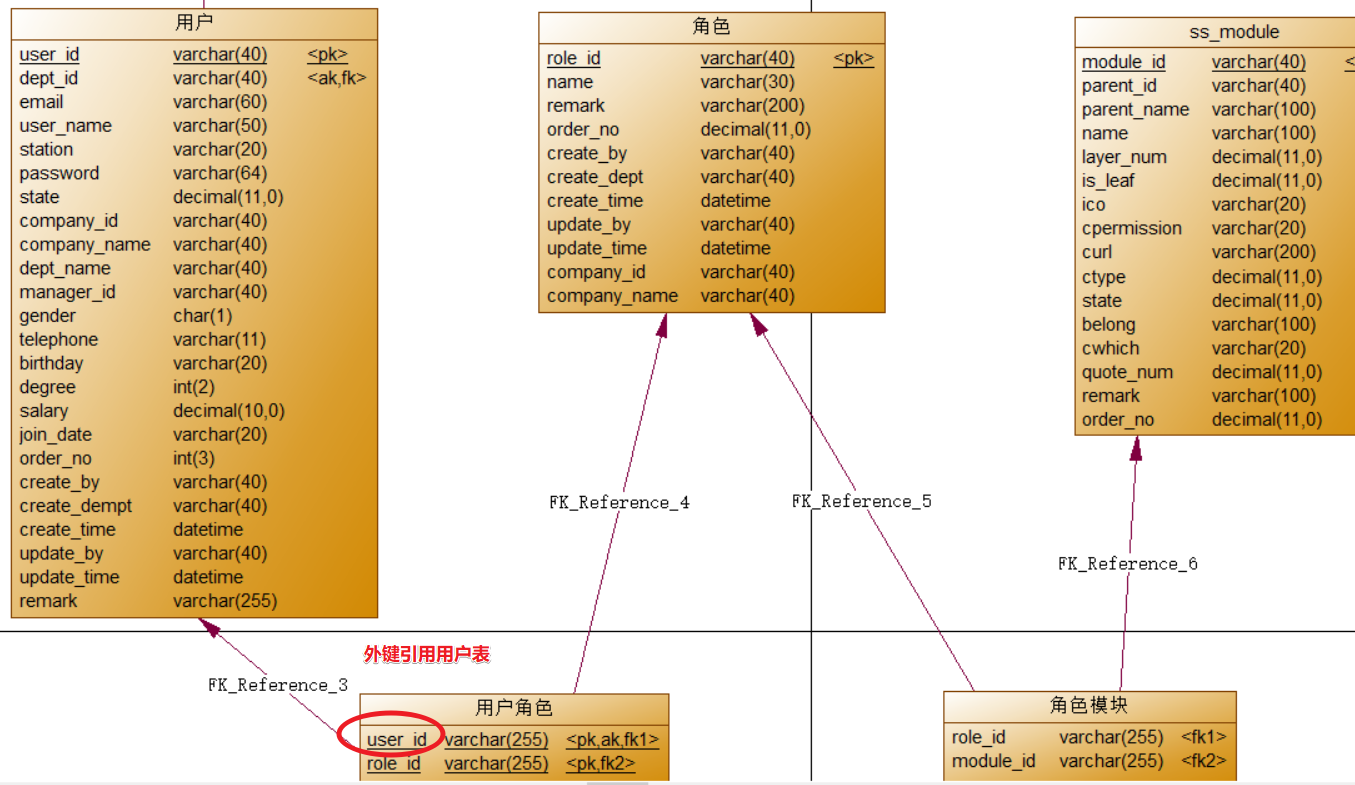 用户
user_id varchar(40) <pk>
dept_id varchar(40) <ak,fk>
email varchar(60)
user_name varchar(50)
station varchar(20)
password varchar(64)
state decimal(11,0)
company_id varchar(40)
company_name varchar(40)
dept_name varchar(40)
manager_id varchar(40)
gender char(1)
telephone varchar(11)
birthday varchar(20)
degree int(2)
salary decimal(10,0)
join_date varchar(20)
order_no int(3)
create_by varchar(40)
create_dempt varchar(40)
create_time datetime
update_by varchar(40)
update_time datetime
remark varchar(255)
角色
role_id varchar(40) <pk>
name varchar(30)
remark varchar(200)
order_no decimal(11,0)
create_by varchar(40)
create_dept varchar(40)
create_time datetime
update_by varchar(40)
update_time datetime
company_id varchar(40)
company_name varchar(40)
ss_module
module_id varchar(40) <
parent_id varchar(40)
parent_name varchar(100)
name varchar(100)
layer_num decimal(11,0)
is_leaf decimal(11,0)
ico varchar(20)
cpermission varchar(20)
curl varchar(200)
ctype decimal(11,0)
state decimal(11,0)
belong varchar(100)
cwhich varchar(20)
quote_num decimal(11,0)
remark varchar(100)
order_no decimal(11,0)
FK_Reference_4
FK_Reference_5
FK_Reference_6
外键引用用户表
FK_Reference_3
用户角色
user_id varchar(255) <pk,ak,fk1>
role_id varchar(255) <pk,fk2>
角色模块
role_id varchar(255) <fk1>
module_id varchar(255) <fk2>